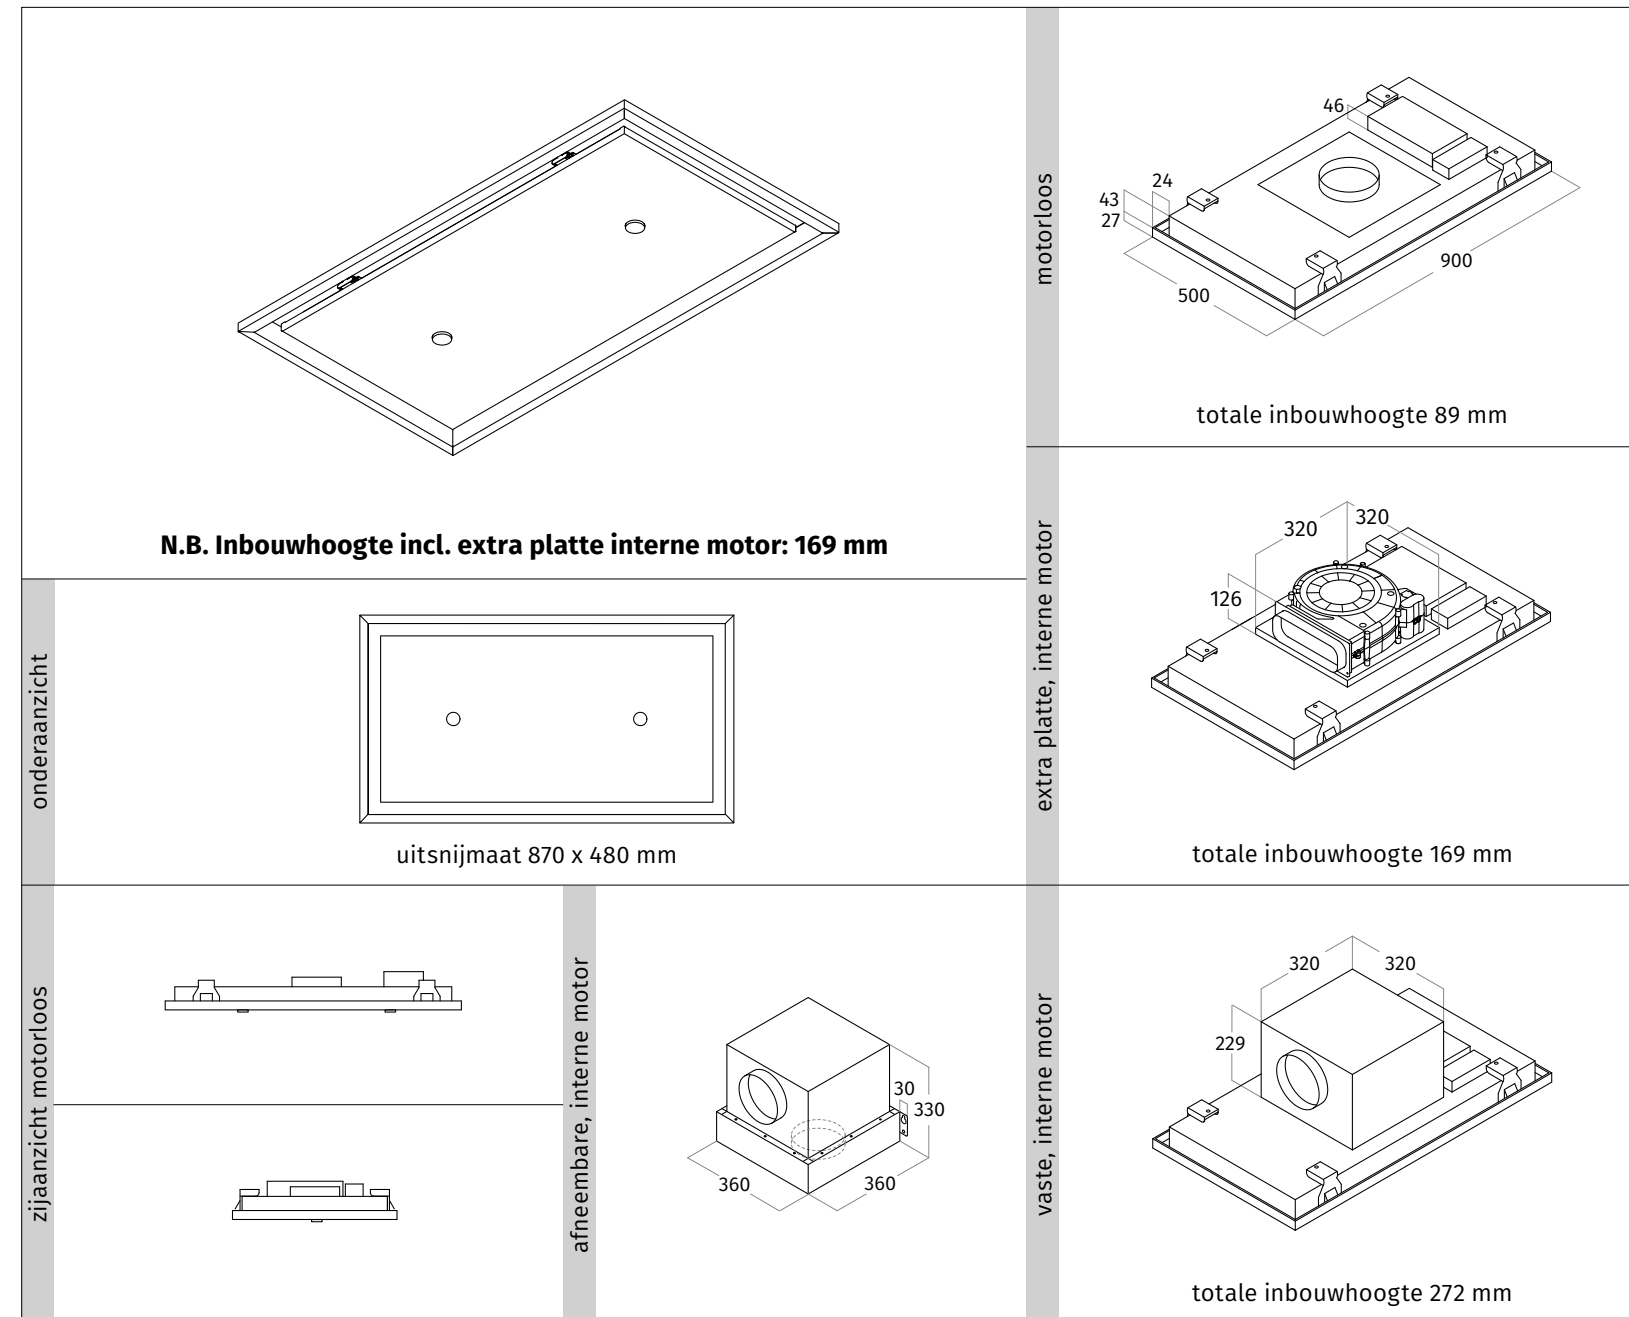 N.B. Inbouwhoogte incl. extra platte interne motor: 169 mm
motorloos
46
24
43
27
500
900
totale inbouwhoogte 89 mm
onderaanzicht
uitsnijmaat 870 x 480 mm
extra platte, interne motor
320
320
126
totale inbouwhoogte 169 mm
zijaanzicht motorloos
afneembare, interne motor
30
330
360
360
vaste, interne motor
320
320
229
totale inbouwhoogte 272 mm